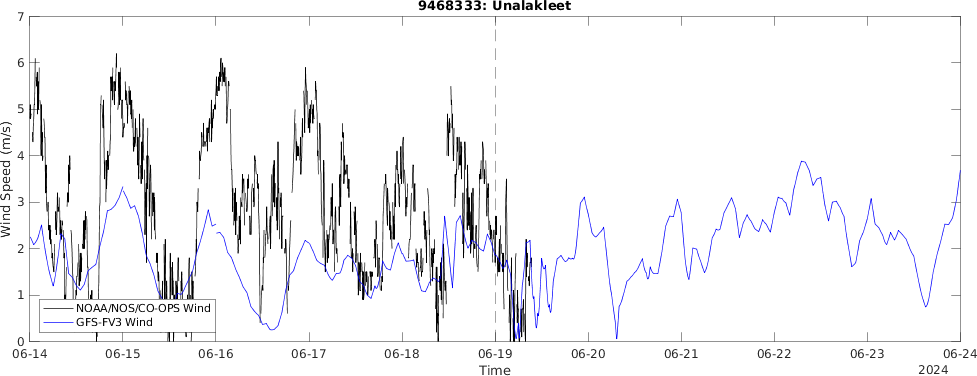 9468333: Unalakleet
Wind Speed (m/s)
7
6
5
4
3
2
1
0
NOAA/NOS/CO-OPS Wind
GFS-FV3 Wind
06-14 06-15 06-16 06-17 06-18 06-19 06-20 06-21 06-22 06-23 06-24
Time
2024